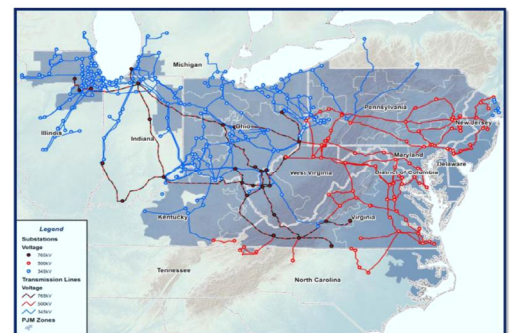 Michigan
Pennsylvania
New Jersey
Illinois
Ohio
Indiana
Maryland
Delaware
West Virginia
District of Columbia
Kentucky
Virginia
Tennessee
North Carolina
Legend
Substations
Voltage
765kV
500kV
345kV
Transmission Lines
Voltage
765kV
500kV
345kV
PJM Zones